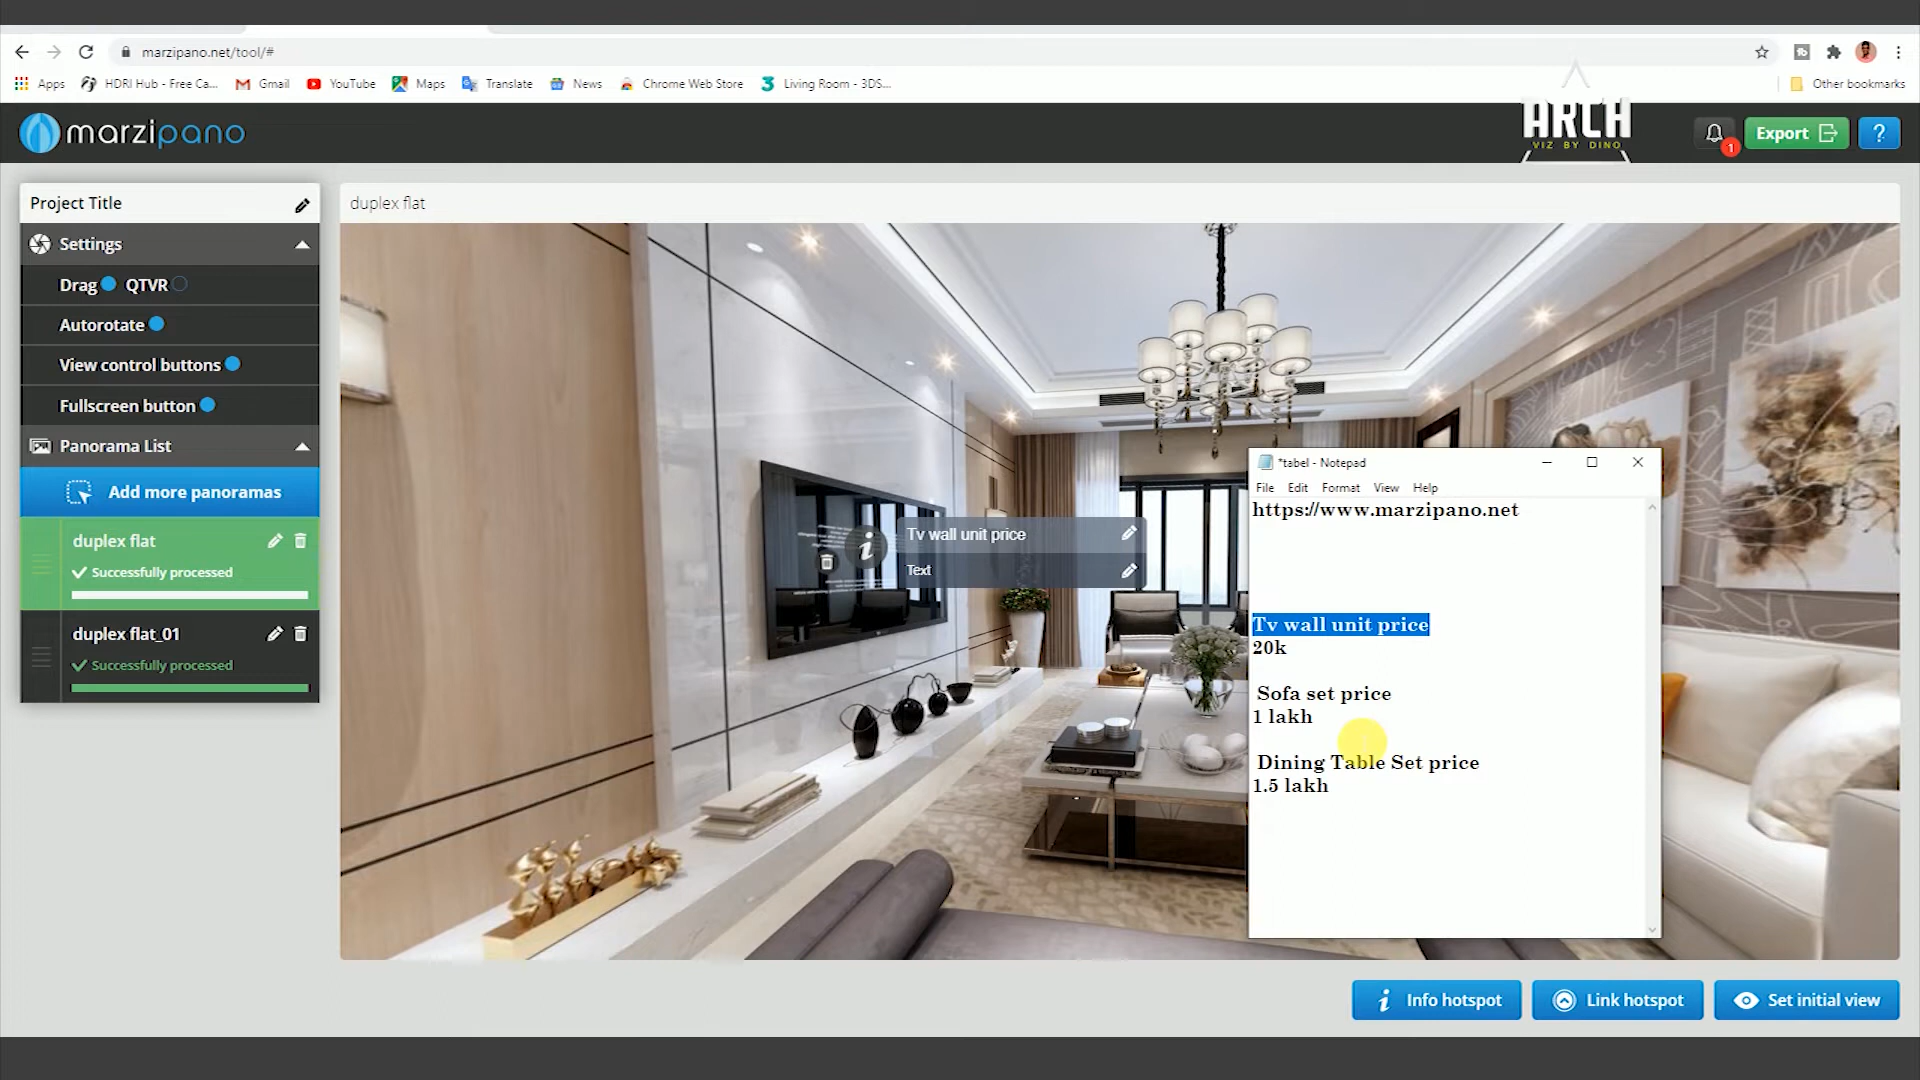 marzipano.net/tool/#
Apps
HDRI Hub - Free Ca...
Gmail
YouTube
Maps
Translate
News
Chrome Web Store
Living Room - 3DS...
Other bookmarks
marzipano
ARCH
VIZ BY DINO
1
Export
?
Project Title
duplex flat
Settings
Drag QTVR
Autorotate
View control buttons
Fullscreen button
Panorama List
Add more panoramas
duplex flat
Successfully processed
duplex flat_01
Successfully processed
i
Tv wall unit price
Text
*tabel - Notepad
File Edit Format View Help
https://www.marzipano.net
Tv wall unit price
20k
Sofa set price
1 lakh
Dining Table Set price
1.5 lakh
i Info hotspot
Link hotspot
Set initial view